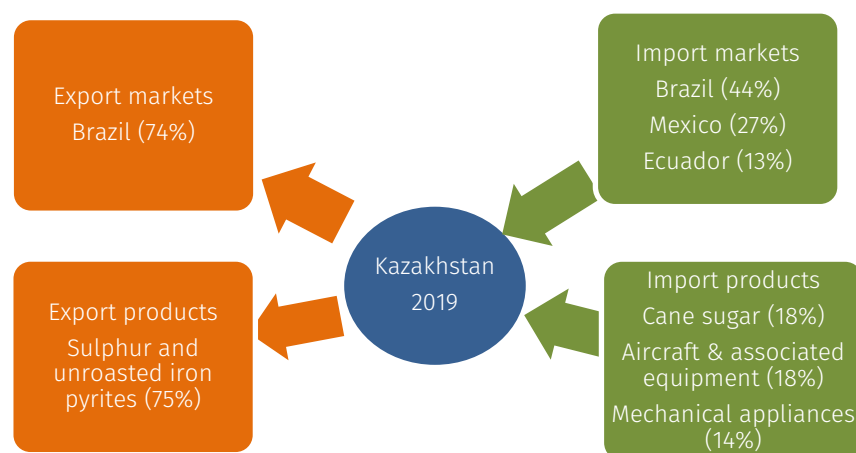 Export markets
Brazil (74%)
Import markets
Brazil (44%)
Mexico (27%)
Ecuador (13%)
Kazakhstan
2019
Export products
Sulphur and
unroasted iron
pyrites (75%)
Import products
Cane sugar (18%)
Aircraft & associated
equipment (18%)
Mechanical appliances
(14%)